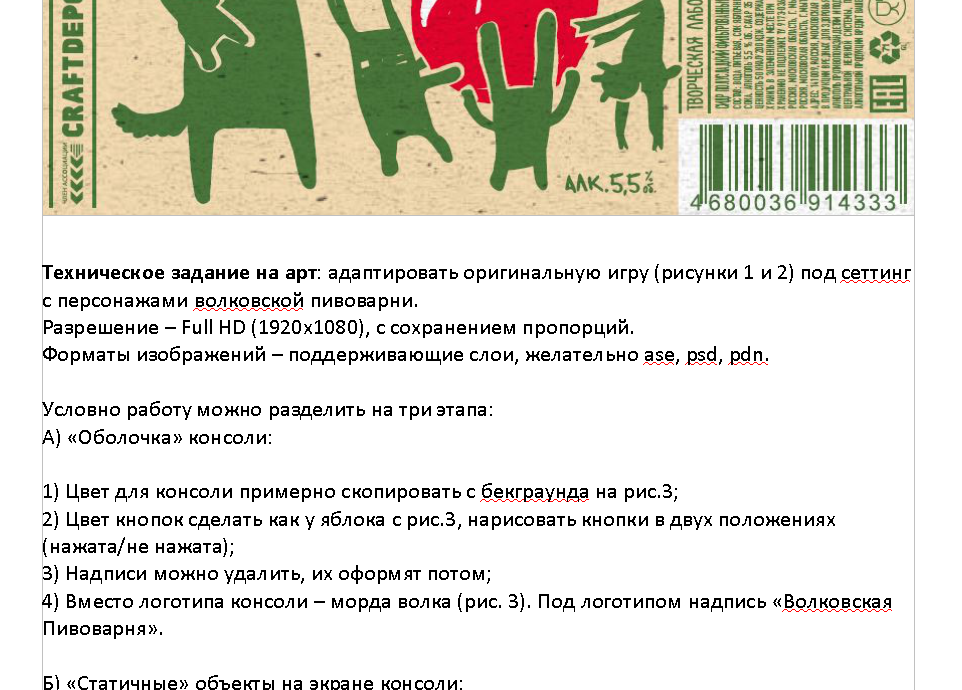 CRAFTDEPO
ЧЛЕН АССОЦИАЦИИ
АЛК.5,5% об.
ТВОРЧЕСКАЯ ЛАБО
EAC
4680036914333
Техническое задание на арт: адаптировать оригинальную игру (рисунки 1 и 2) под сеттинг
с персонажами волковской пивоварни.
Разрешение – Full HD (1920x1080), с сохранением пропорций.
Форматы изображений – поддерживающие слои, желательно ase, psd, pdn.
Условно работу можно разделить на три этапа:
А) «Оболочка» консоли:
1) Цвет для консоли примерно скопировать с бекграунда на рис.3;
2) Цвет кнопок сделать как у яблока с рис.3, нарисовать кнопки в двух положениях
(нажата/не нажата);
3) Надписи можно удалить, их оформят потом;
4) Вместо логотипа консоли – морда волка (рис. 3). Под логотипом надпись «Волковская
Пивоварня».
Б) «Статичные» объекты на экране консоли: